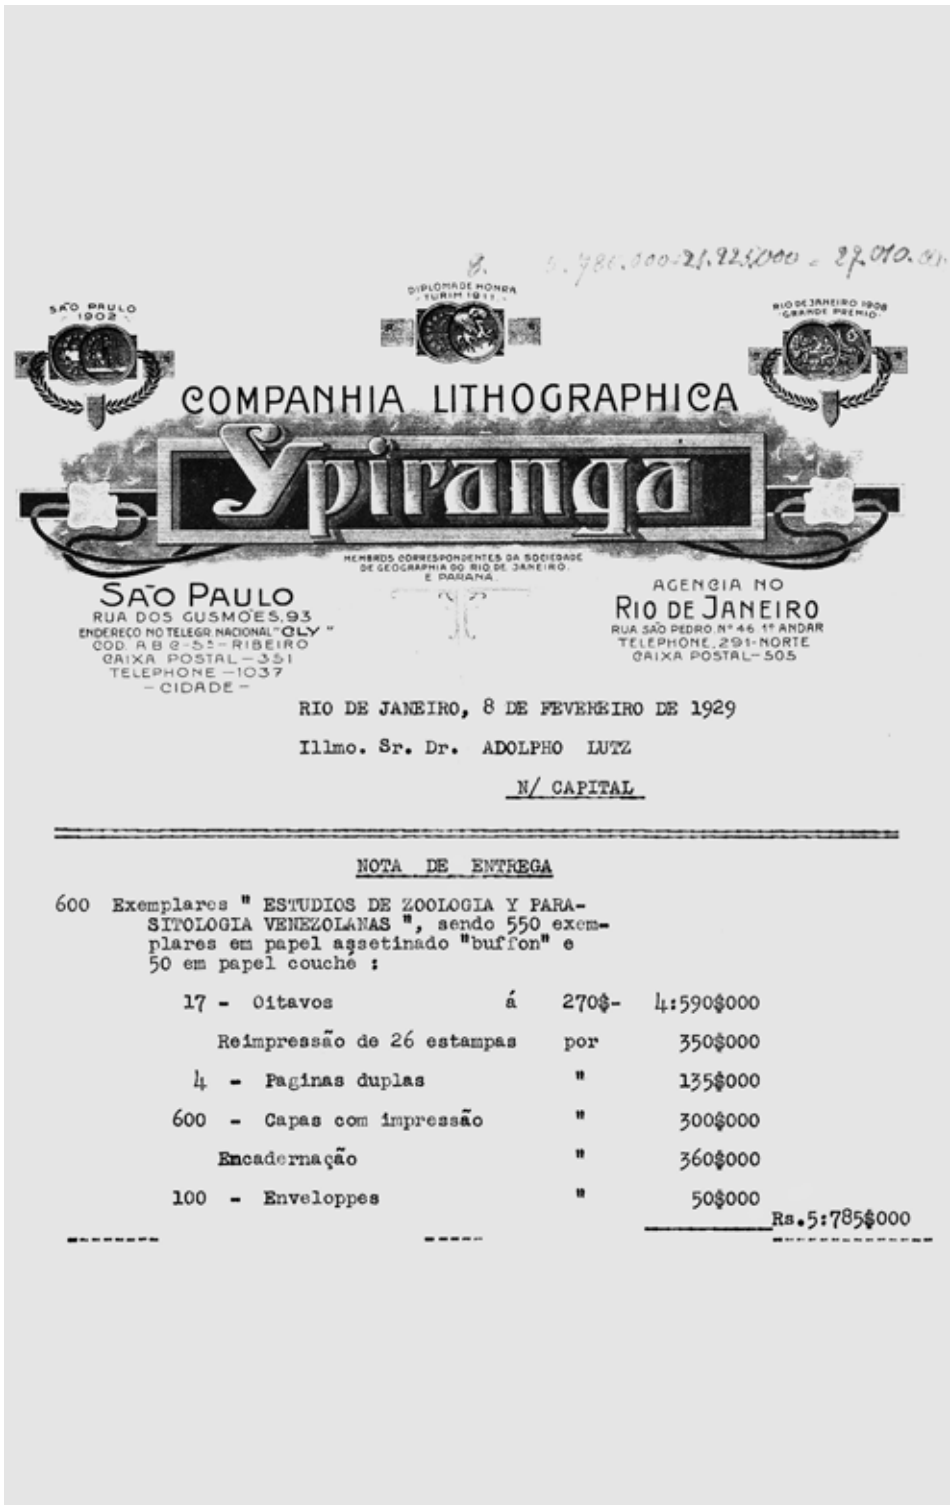 8.
21.225.000 = 27.010.
SÃO PAULO
1902
DIPLOMA DE HONRA
TURIM 1911.
RIO DE JANEIRO 1908
GRANDE PREMIO
COMPANHIA LITHOGRAPHICA
Ypiranga
MEMBROS CORRESPONDENTES DA SOCIEDADE
DE GEOGRAPHIA DO RIO DE JANEIRO.
E PARANÁ.
SÃO PAULO
RUA DOS GUSMÕES, 93
ENDEREÇO NO TELEGR. NACIONAL "CLY"
COD. A B C - 5ª - RIBEIRO
CAIXA POSTAL - 351
TELEPHONE - 1037
- CIDADE -
AGENCIA NO
RIO DE JANEIRO
RUA SÃO PEDRO. Nº 46 1º ANDAR
TELEPHONE, 291-NORTE
CAIXA POSTAL - 505
RIO DE JANEIRO, 8 DE FEVEREIRO DE 1929
Illmo. Sr. Dr. ADOLPHO LUTZ
N/ CAPITAL
NOTA DE ENTREGA
600 Exemplares " ESTUDIOS DE ZOOLOGIA Y PARA-
SITOLOGIA VENEZOLANAS ", sendo 550 exem-
plares em papel assetinado "buffon" e
50 em papel couché :
17 - Oitavos á 270$- 4:590$000
Reimpressão de 26 estampas por 350$000
4 - Paginas duplas " 135$000
600 - Capas com impressão " 300$000
Encadernação " 360$000
100 - Enveloppes " 50$000
Rs.5:785$000